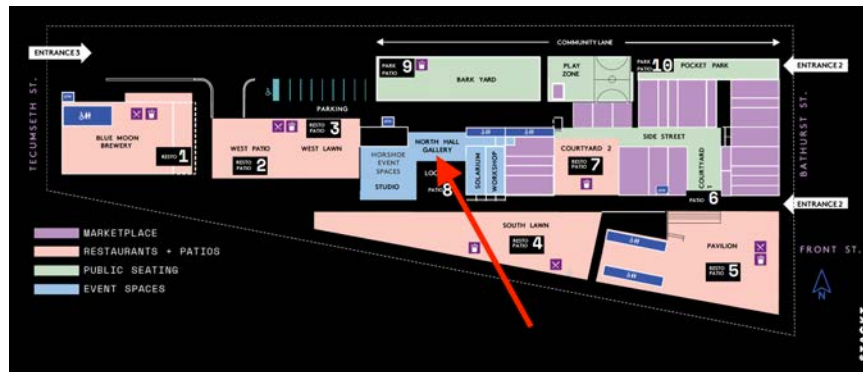 COMMUNITY LANE
ENTRANCE 3
PARK
PATIO 9
BARK YARD
PLAY
ZONE
PARK
PATIO 10
POCKET PARK
ENTRANCE 2
TECUMSETH ST.
BATHURST ST.
PARKING
BLUE MOON
BREWERY
RESTO 1
RESTO
PATIO 3
WEST PATIO
WEST LAWN
RESTO
PATIO 2
NORTH HALL
GALLERY
HORSHIDE
EVENT
SPACES
STUDIO
PATIO 8
SOLARIUM
WORKSHOP
COURTYARD 2
RESTO
PATIO 7
SIDE STREET
COURTYARD
1
PATIO 6
ENTRANCE 2
SOUTH LAWN
RESTO
PATIO 4
PAVILION
RESTO
PATIO 5
FRONT ST.
N
MARKETPLACE
RESTAURANTS + PATIOS
PUBLIC SEATING
EVENT SPACES